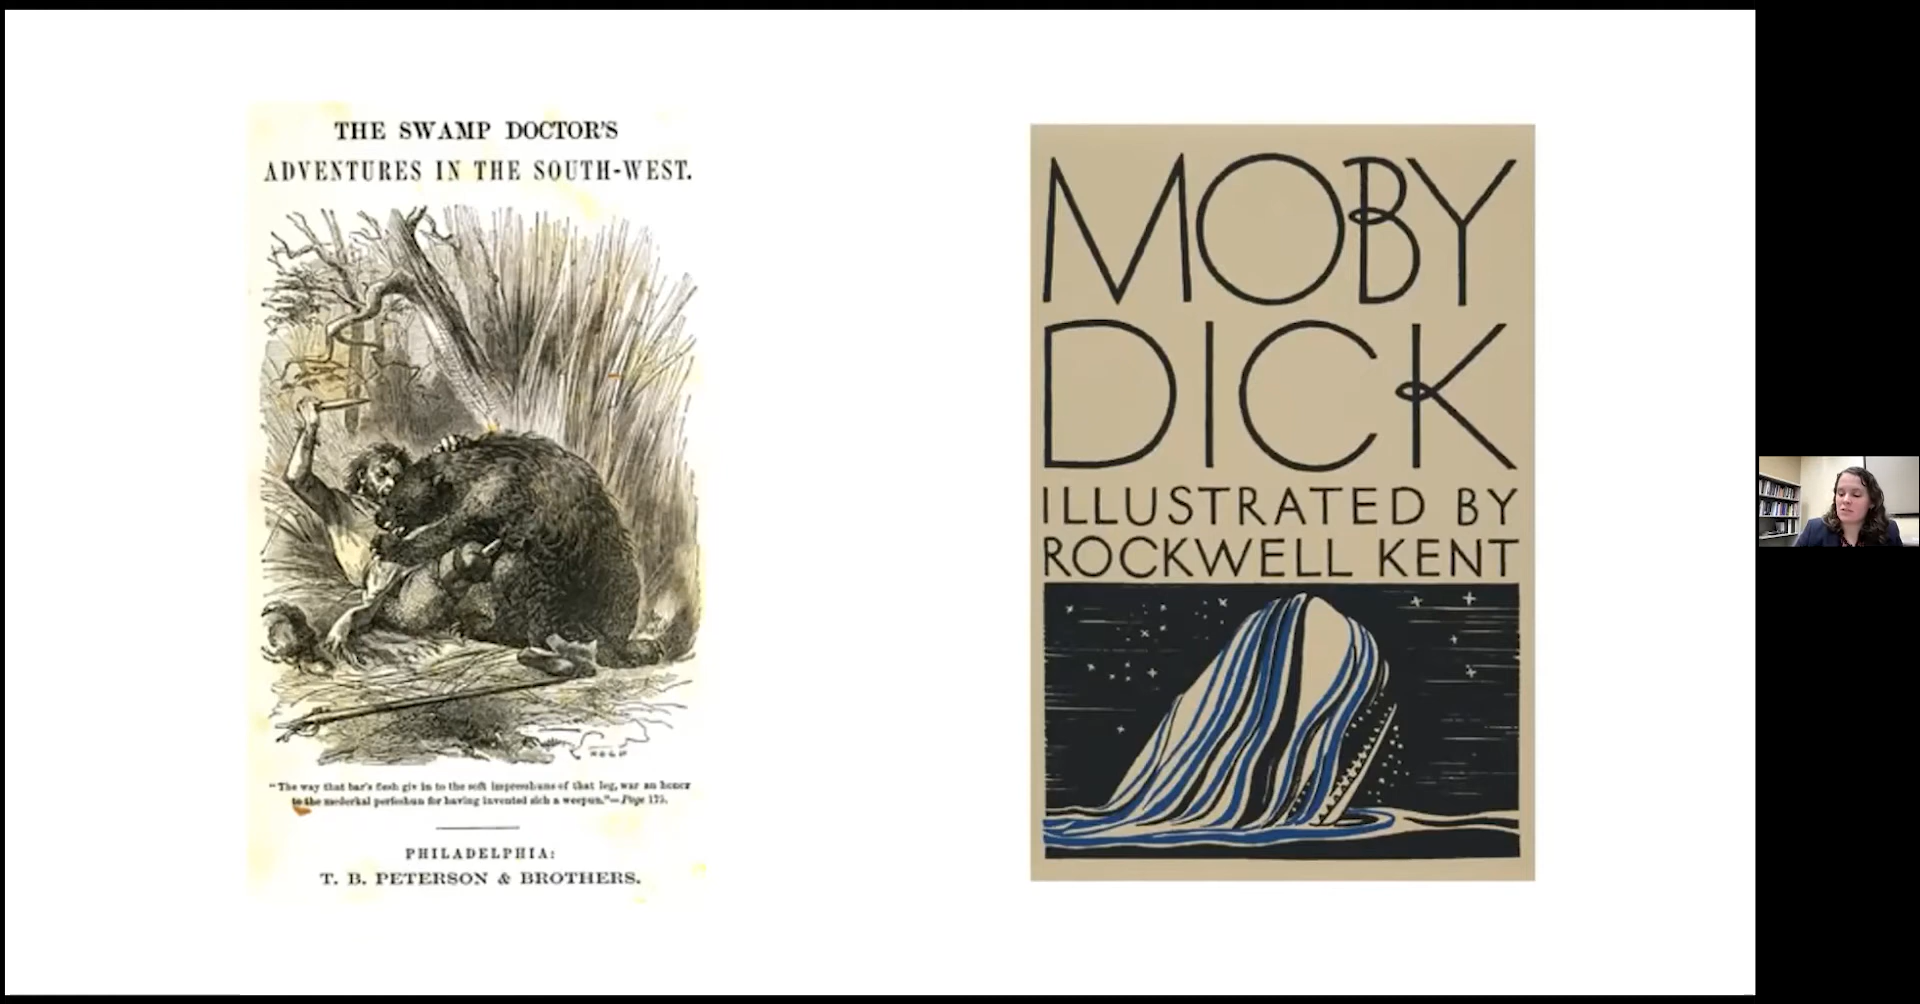 THE SWAMP DOCTOR'S
ADVENTURES IN THE SOUTH-WEST.
"The way that bar's flesh giv in to the soft impreshuns of that leg, war an honor
to the mederkal perfeshun for having invented sich a weepun."—Page 175.
PHILADELPHIA:
T. B. PETERSON & BROTHERS.
MOBY
DICK
ILLUSTRATED BY
ROCKWELL KENT